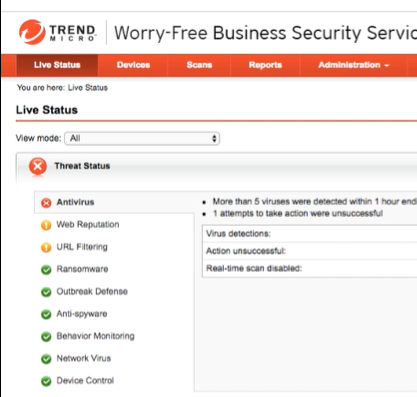 TREND MICRO
Worry-Free Business Security Servic
Live Status Devices Scans Reports Administration
You are here: Live Status
Live Status
View mode: All
Threat Status
Antivirus
Web Reputation
URL Filtering
Ransomware
Outbreak Defense
Anti-spyware
Behavior Monitoring
Network Virus
Device Control
More than 5 viruses were detected within 1 hour end
1 attempts to take action were unsuccessful
Virus detections:
Action unsuccessful:
Real-time scan disabled: